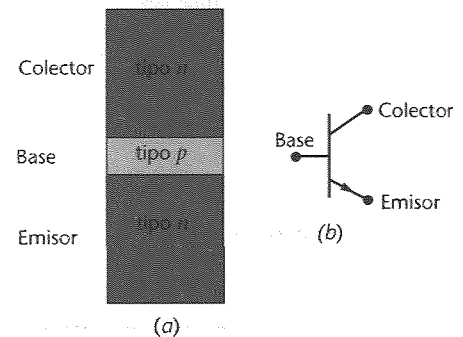 Colector
tipo n
Base
tipo p
Emisor
tipo n
(a)
Base
Colector
Emisor
(b)